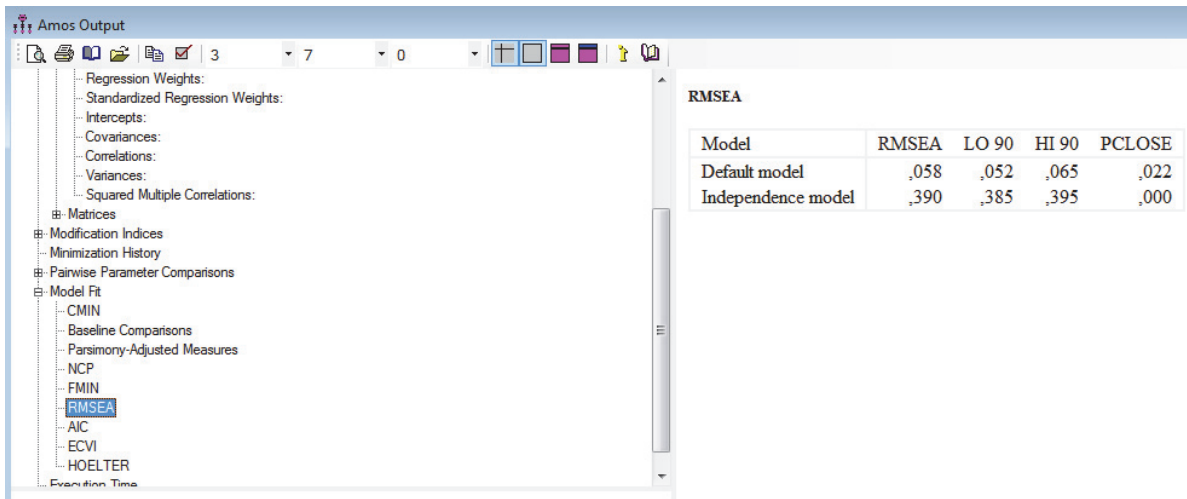 Amos Output
3 7 0
Regression Weights:
Standardized Regression Weights:
Intercepts:
Covariances:
Correlations:
Variances:
Squared Multiple Correlations:
Matrices
Modification Indices
Minimization History
Pairwise Parameter Comparisons
Model Fit
CMIN
Baseline Comparisons
Parsimony-Adjusted Measures
NCP
FMIN
RMSEA
AIC
ECVI
HOELTER
Execution Time
RMSEA
Model RMSEA LO 90 HI 90 PCLOSE
Default model ,058 ,052 ,065 ,022
Independence model ,390 ,385 ,395 ,000